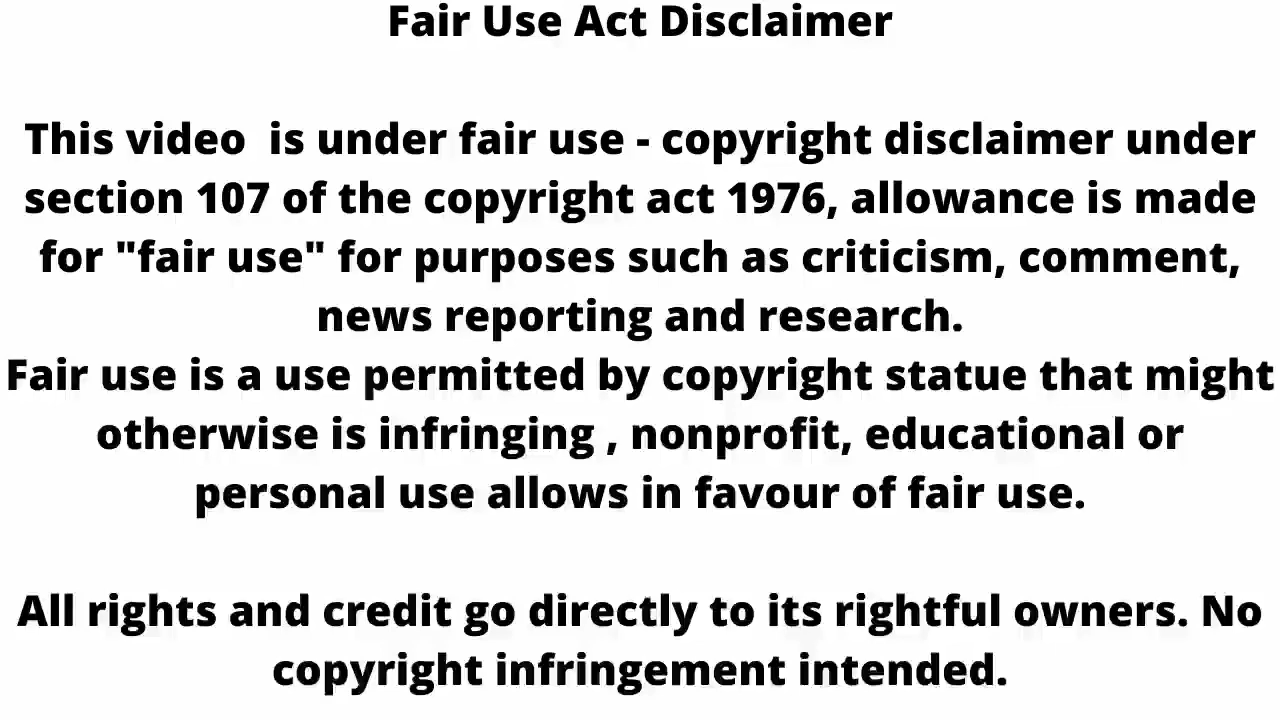 Fair Use Act Disclaimer
This video  is under fair use - copyright disclaimer under
section 107 of the copyright act 1976, allowance is made
for "fair use" for purposes such as criticism, comment,
news reporting and research.
Fair use is a use permitted by copyright statue that might
otherwise is infringing , nonprofit, educational or
personal use allows in favour of fair use.
All rights and credit go directly to its rightful owners. No
copyright infringement intended.